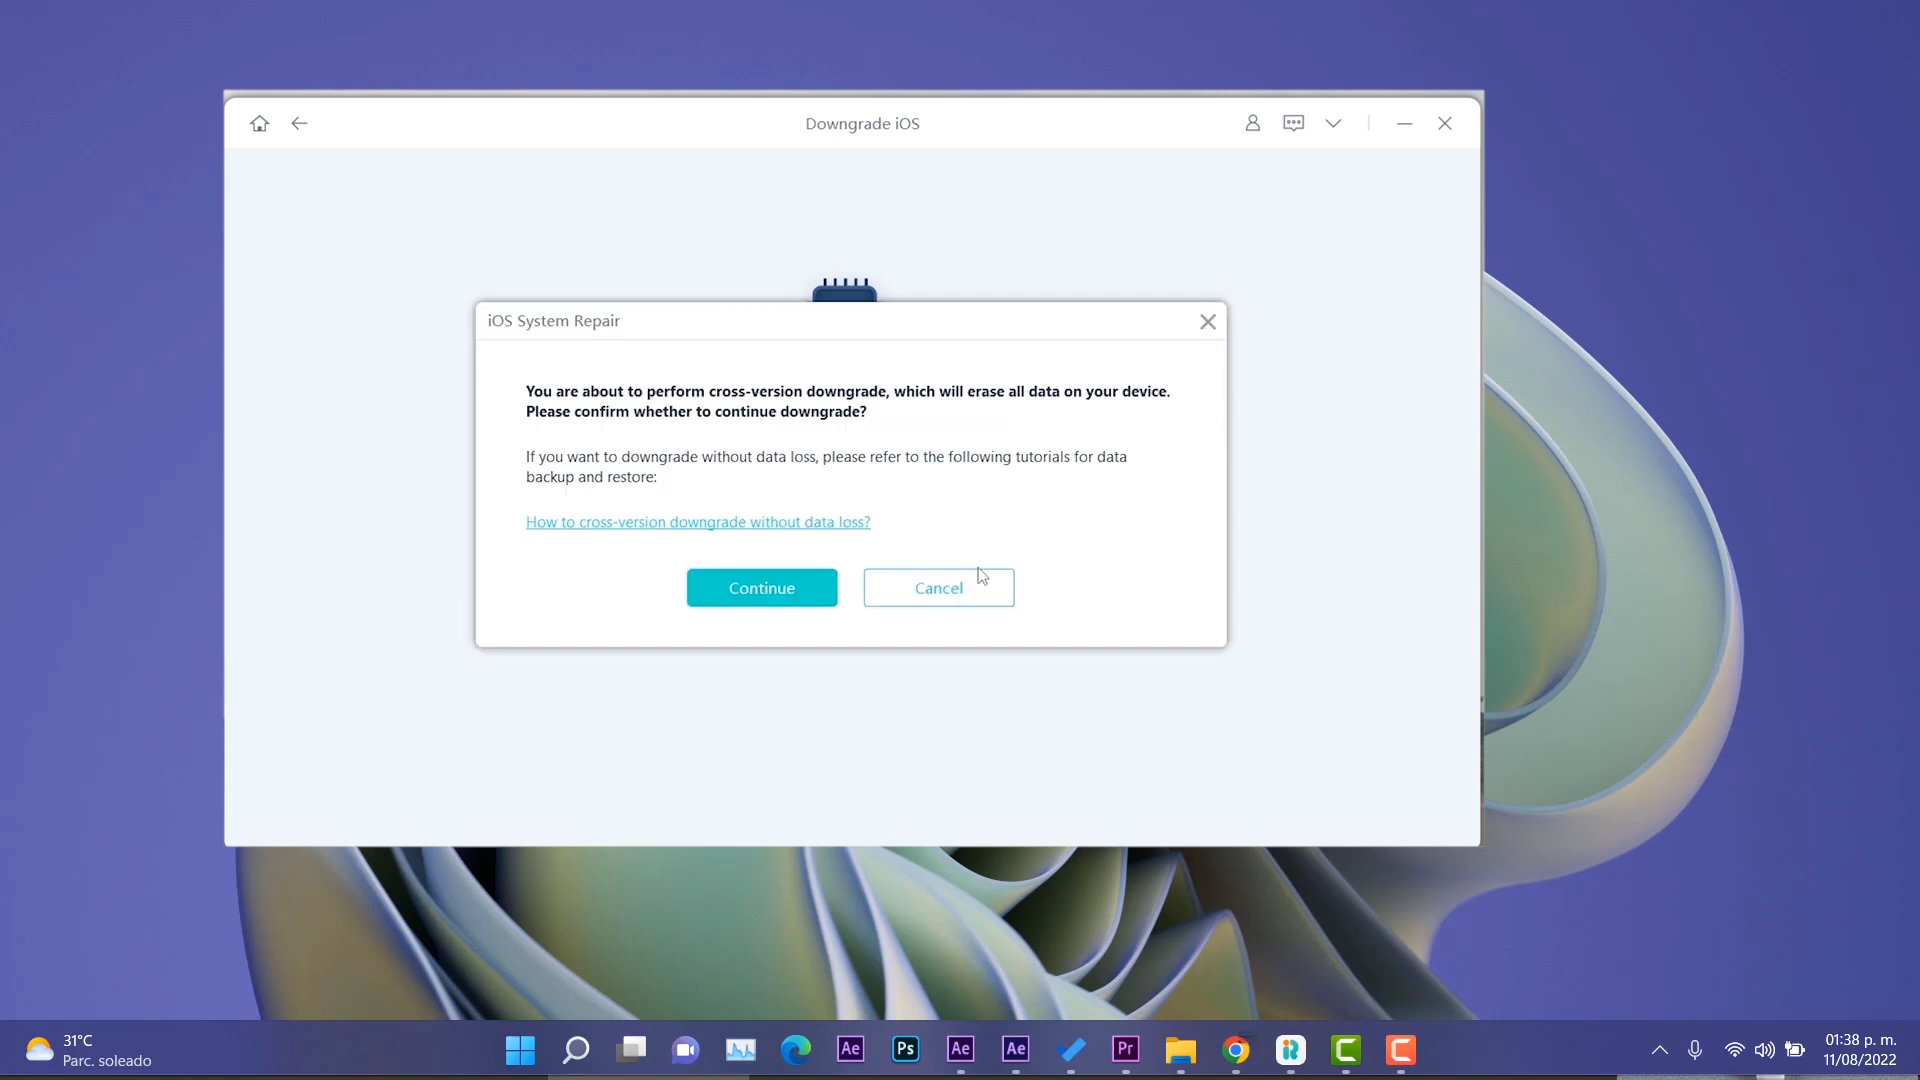 Downgrade iOS
iOS System Repair
You are about to perform cross-version downgrade, which will erase all data on your device.
Please confirm whether to continue downgrade?
If you want to downgrade without data loss, please refer to the following tutorials for data
backup and restore:
How to cross-version downgrade without data loss?
Continue
Cancel
31°C
Parc. soleado
Ae
Ps
Ae
Ae
Pr
01:38 p. m.
11/08/2022